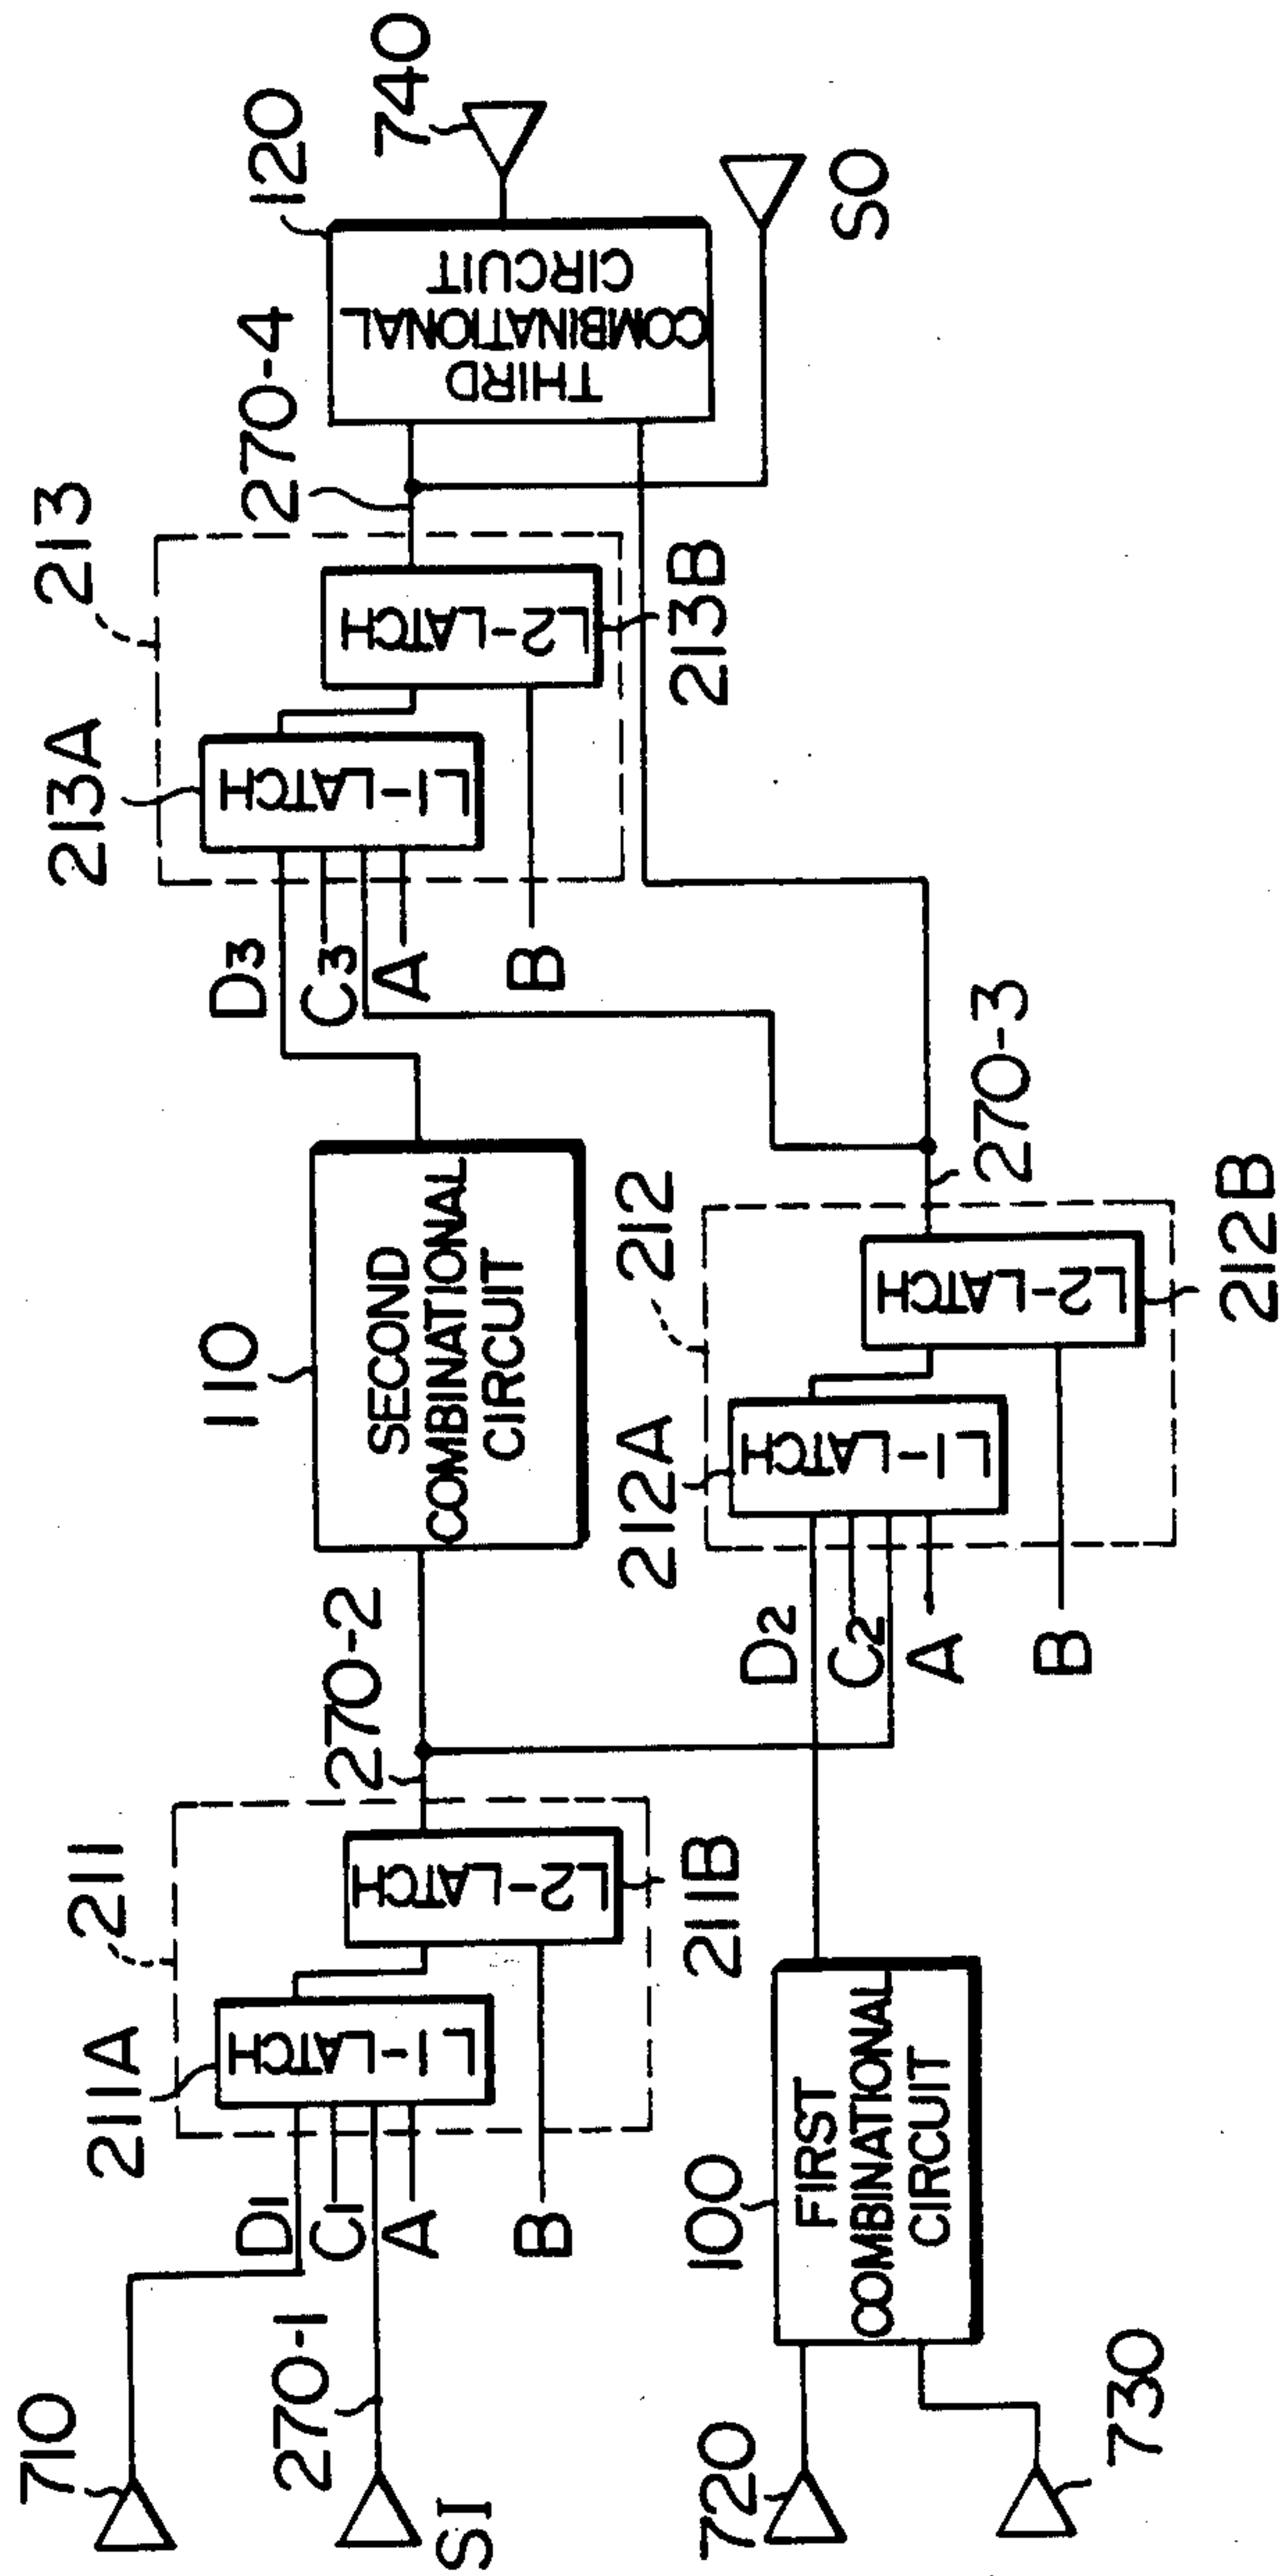 710
SI
270-1
D1
C1
A
B
211A
L1-LATCH
211
L2-LATCH
211B
270-2
720
730
100
FIRST
COMBINATIONAL
CIRCUIT
110
SECOND
COMBINATIONAL
CIRCUIT
D2
C2
A
B
212A
L1-LATCH
212
L2-LATCH
212B
270-3
D3
C3
A
B
213A
L1-LATCH
213
L2-LATCH
213B
270-4
120
THIRD
COMBINATIONAL
CIRCUIT
740
SO